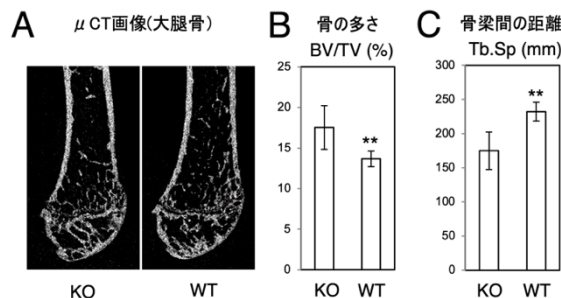 A
μCT画像(大腿骨)
KO
WT
B
骨の多さ
BV/TV (%)
25
20
15
10
5
0
**
KO WT
C
骨梁間の距離
Tb.Sp (mm)
300
250
200
150
100
50
0
**
KO WT